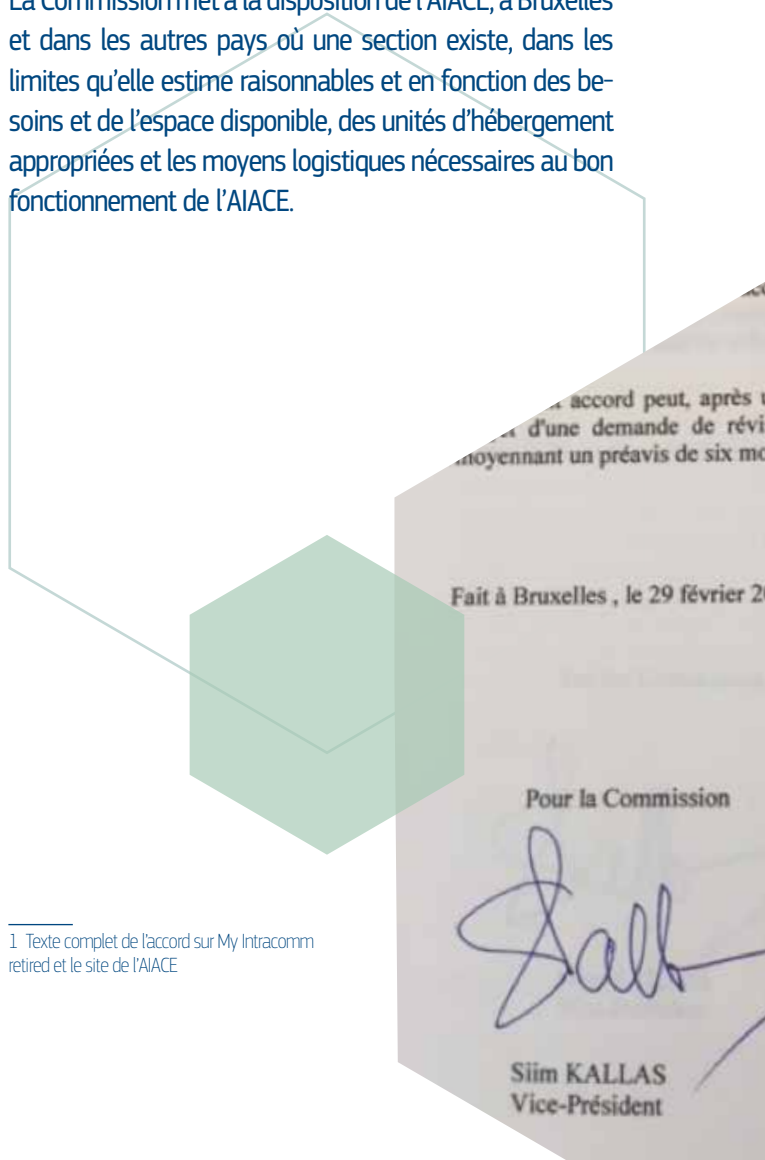 La Commission met à la disposition de l'AIACE, à Bruxelles
et dans les autres pays où une section existe, dans les
limites qu'elle estime raisonnables et en fonction des be-
soins et de l'espace disponible, des unités d'hébergement
appropriées et les moyens logistiques nécessaires au bon
fonctionnement de l'AIACE.
accord peut, après
d'une demande de révi
moyennant un préavis de six mo
Fait à Bruxelles , le 29 février 20
Pour la Commission
Siim KALLAS
Vice-Président
1 Texte complet de l'accord sur My Intracomm
retired et le site de l'AIACE